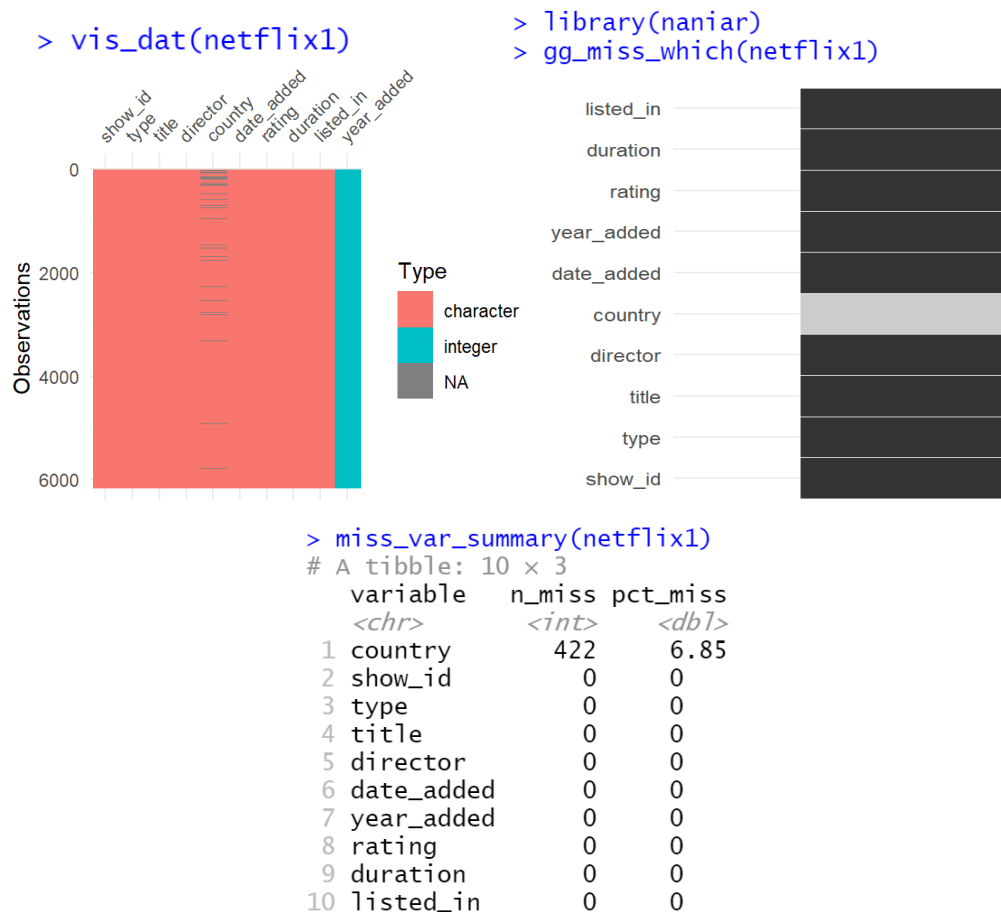 > vis_dat(netflix1)
show_id type title director country date_added rating duration listed_in year_added
0
2000
4000
6000
Observations
Type
character
integer
NA
> library(naniar)
> gg_miss_which(netflix1)
listed_in
duration
rating
year_added
date_added
country
director
title
type
show_id
> miss_var_summary(netflix1)
# A tibble: 10 × 3
variable n_miss pct_miss
<chr> <int> <dbl>
1 country 422 6.85
2 show_id 0 0
3 type 0 0
4 title 0 0
5 director 0 0
6 date_added 0 0
7 year_added 0 0
8 rating 0 0
9 duration 0 0
10 listed_in 0 0